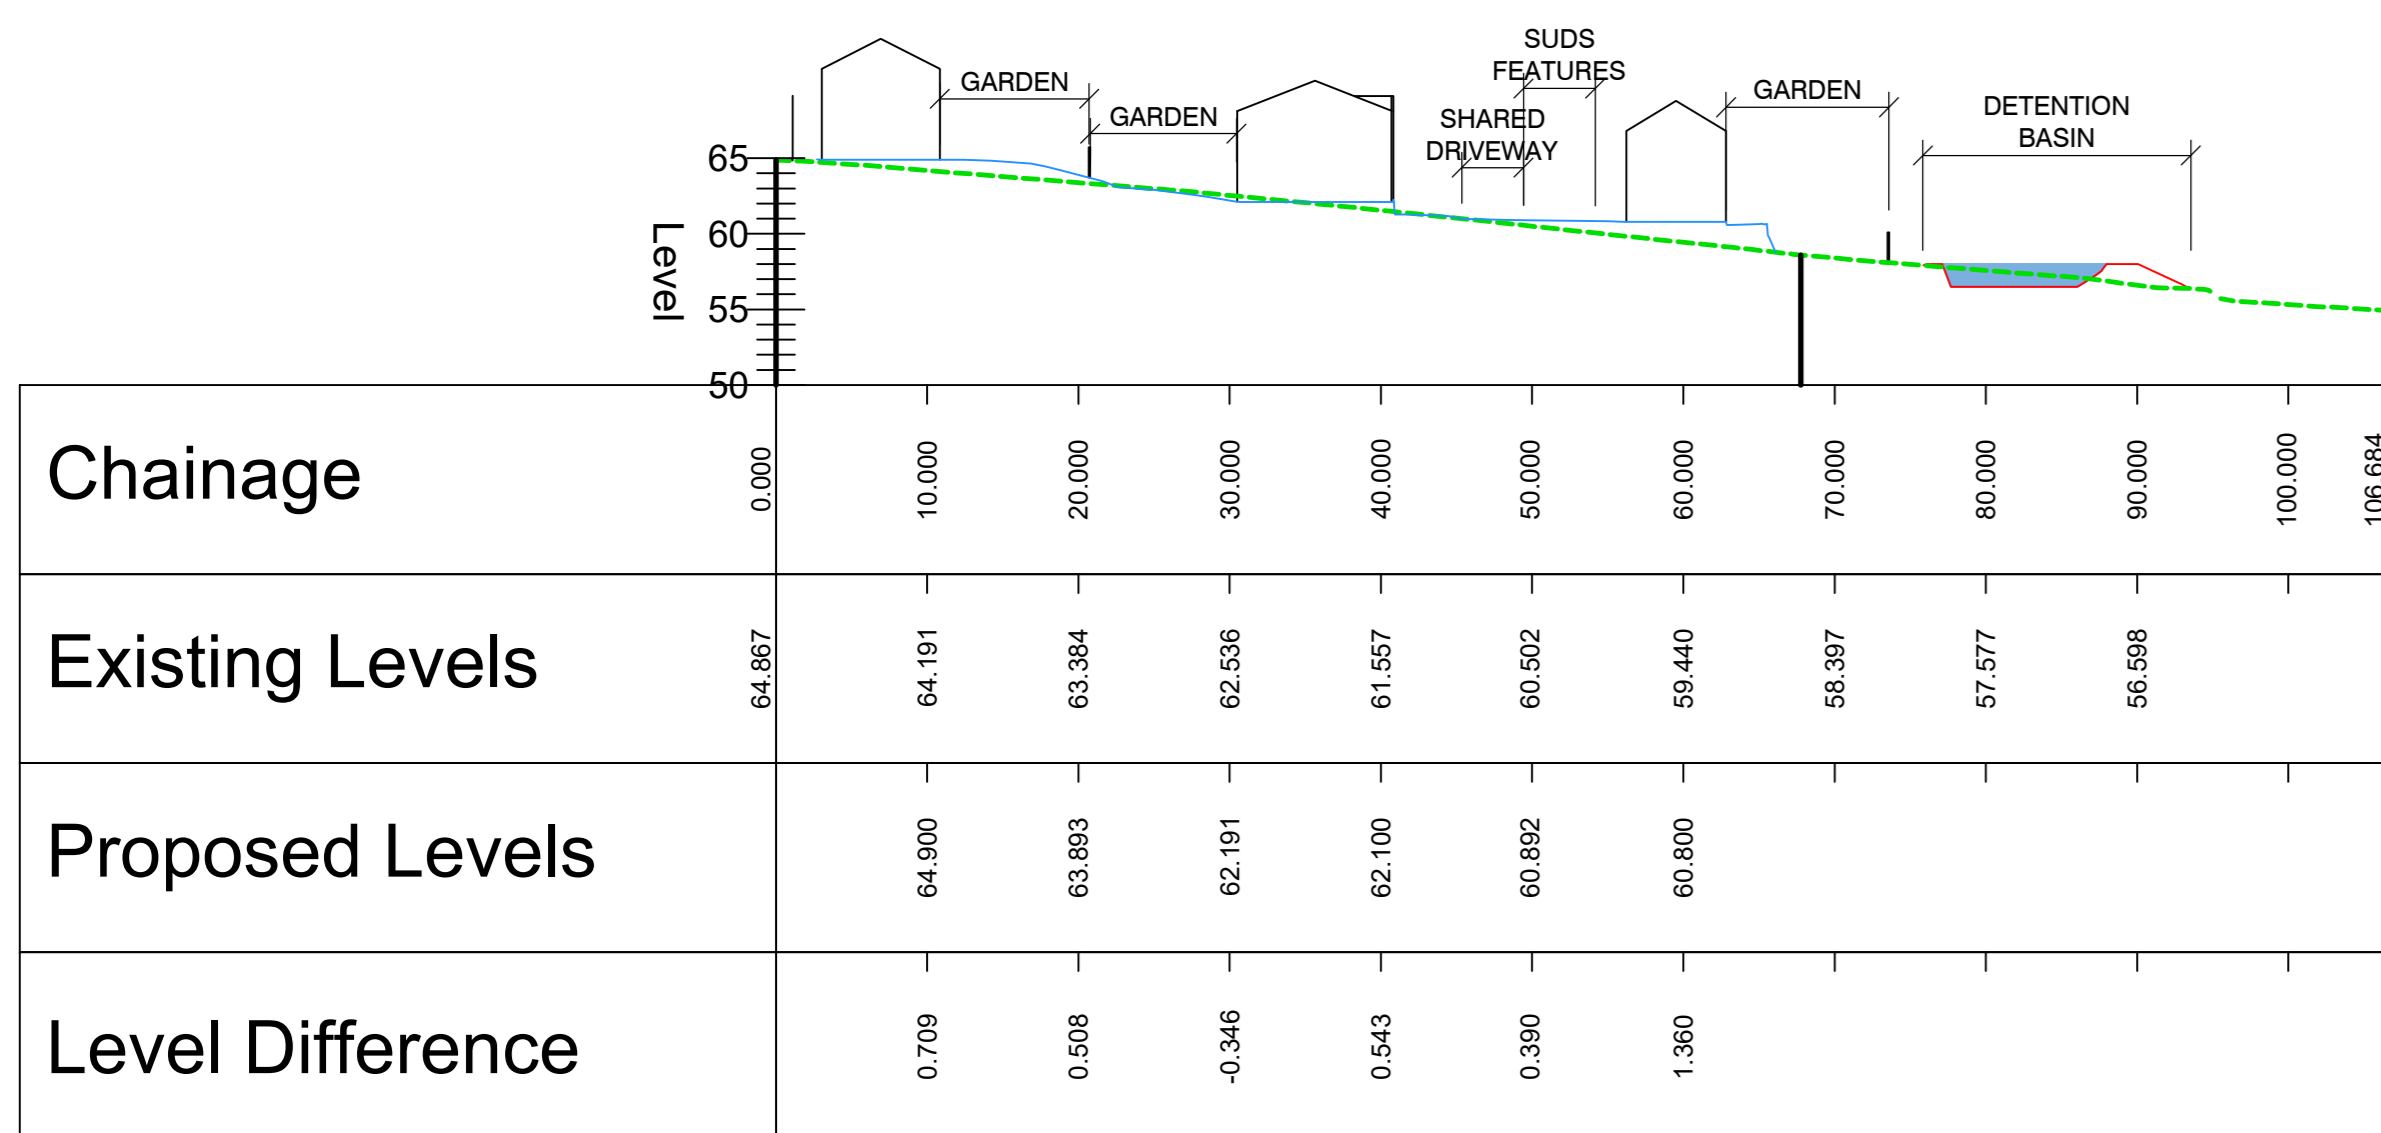 SUDS
FEATURES
GARDEN
GARDEN
DETENTION
BASIN
GARDEN
SHARED
DRIVEWAY
Level
65
60
55
50
Chainage
0.000
10.000
20.000
30.000
40.000
50.000
60.000
70.000
80.000
90.000
100.000
106.684
Existing Levels
64.867
64.191
63.384
62.536
61.557
60.502
59.440
58.397
57.577
56.598
Proposed Levels
64.900
63.893
62.191
62.100
60.892
60.800
Level Difference
0.709
0.508
-0.346
0.543
0.390
1.360